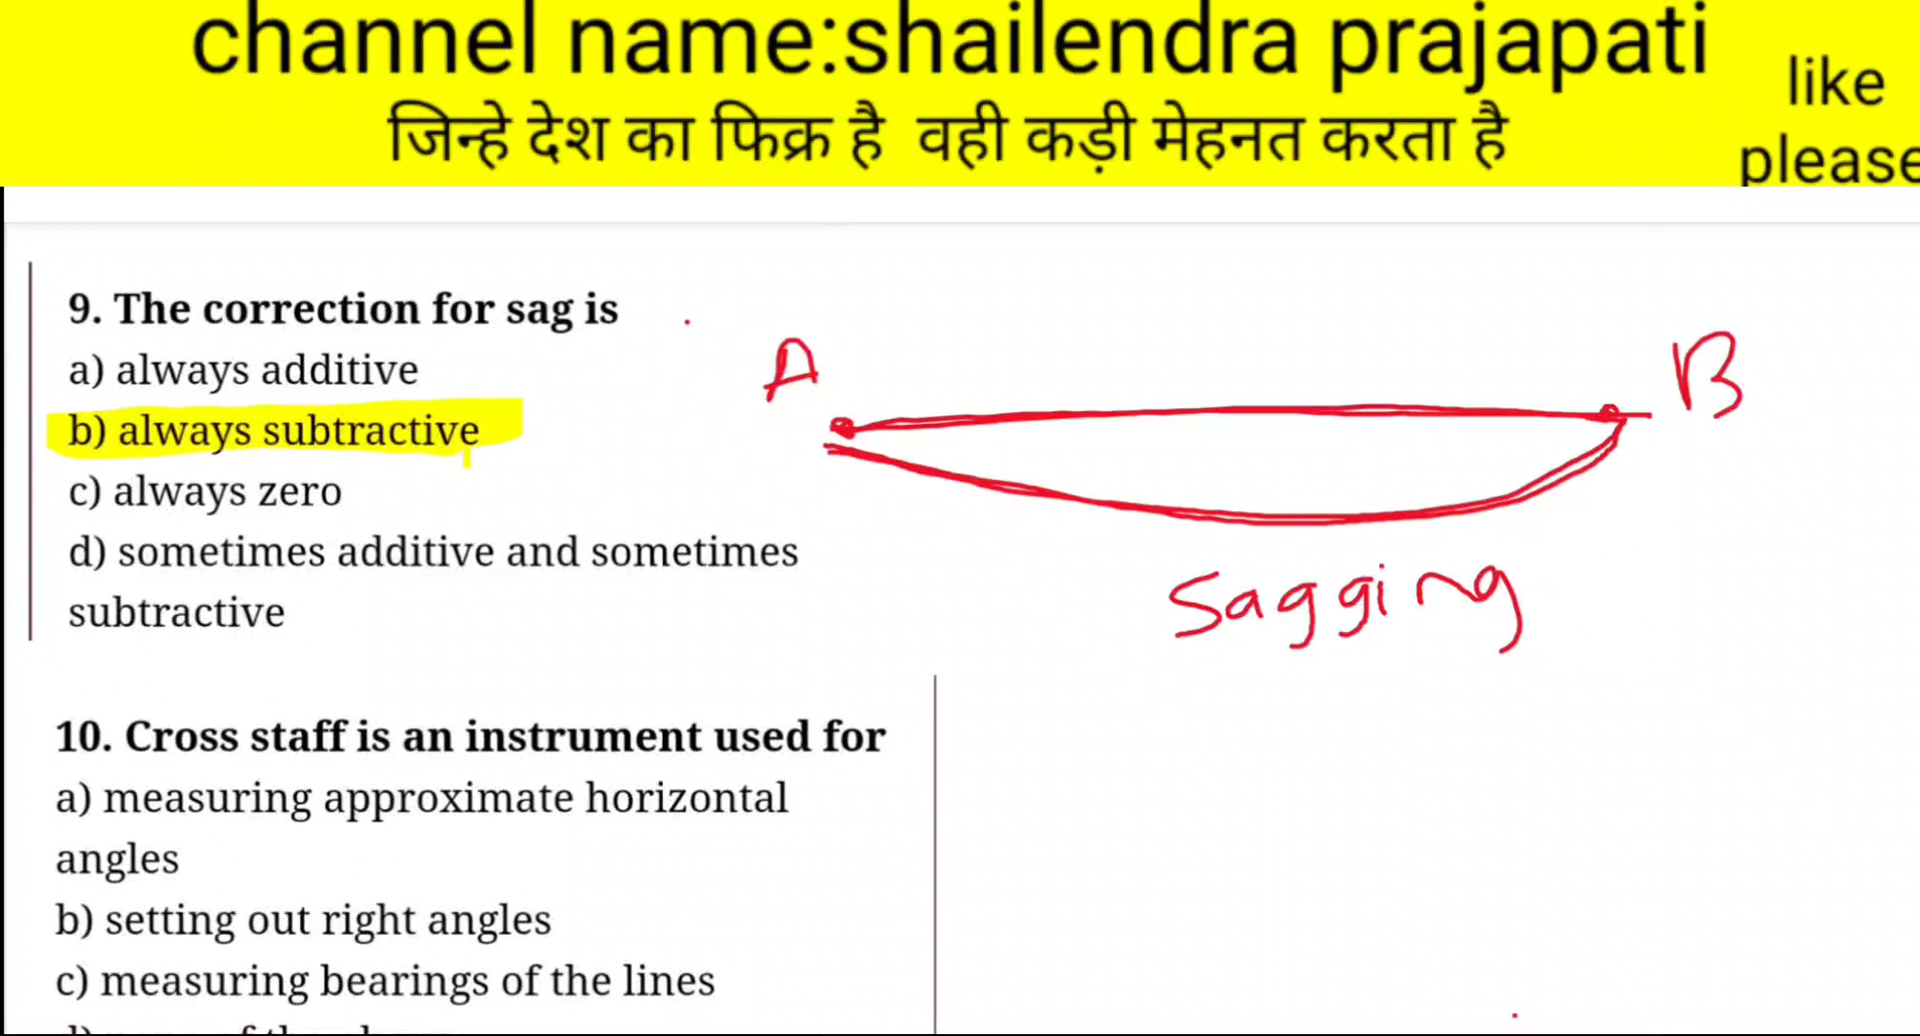 channel name:shailendra prajapati
like
जिन्हे देश का फिक्र है वही कड़ी मेहनत करता है
please
9. The correction for sag is
a) always additive
b) always subtractive
c) always zero
d) sometimes additive and sometimes
subtractive
A
B
Sagging
10. Cross staff is an instrument used for
a) measuring approximate horizontal
angles
b) setting out right angles
c) measuring bearings of the lines